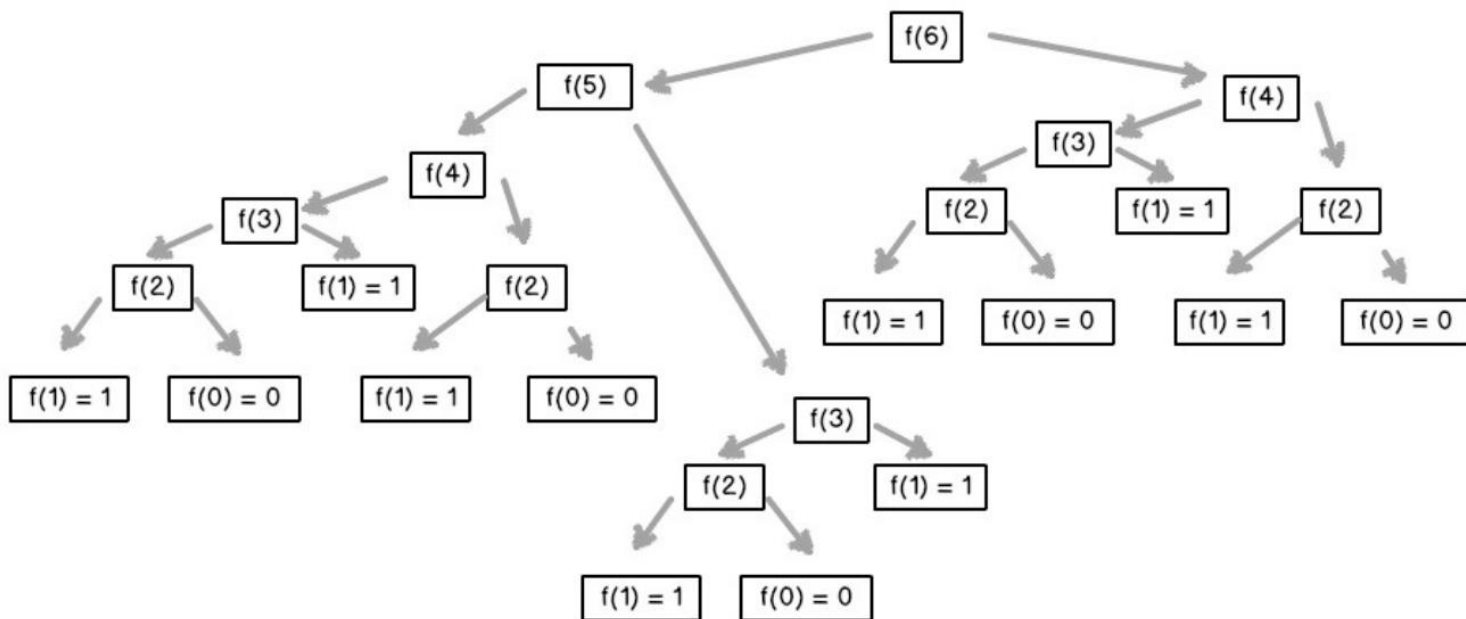 f(6)
f(5)
f(4)
f(4)
f(3)
f(3)
f(2)
f(1) = 1
f(2)
f(2)
f(1) = 1
f(2)
f(1) = 1
f(0) = 0
f(1) = 1
f(0) = 0
f(1) = 1
f(0) = 0
f(1) = 1
f(0) = 0
f(3)
f(2)
f(1) = 1
f(1) = 1
f(0) = 0